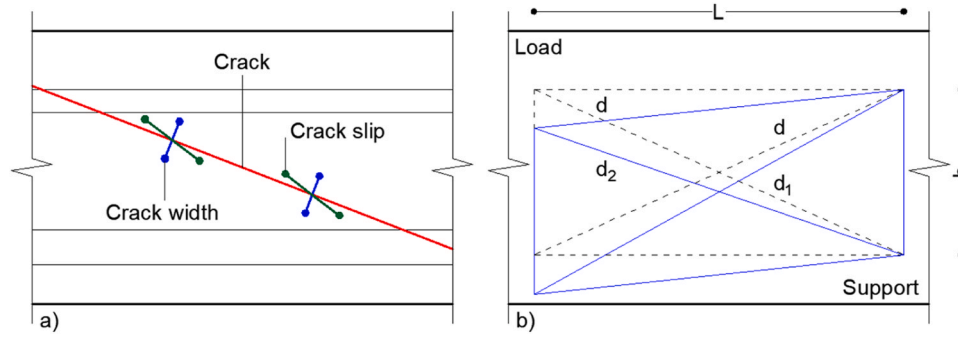 Crack
Crack slip
Crack width
a)
L
Load
d
d
d2
d1
Support
b)